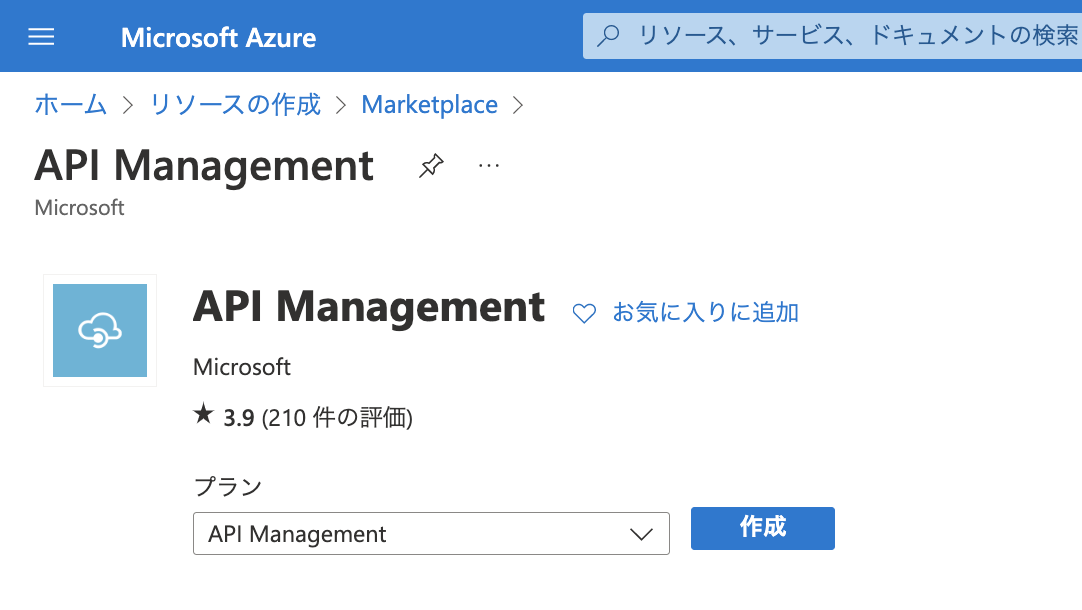 Microsoft Azure
リソース、サービス、ドキュメントの検索
ホーム > リソースの作成 > Marketplace >
API Management ...
Microsoft
API Management お気に入りに追加
Microsoft
★ 3.9 (210 件の評価)
プラン
API Management 作成